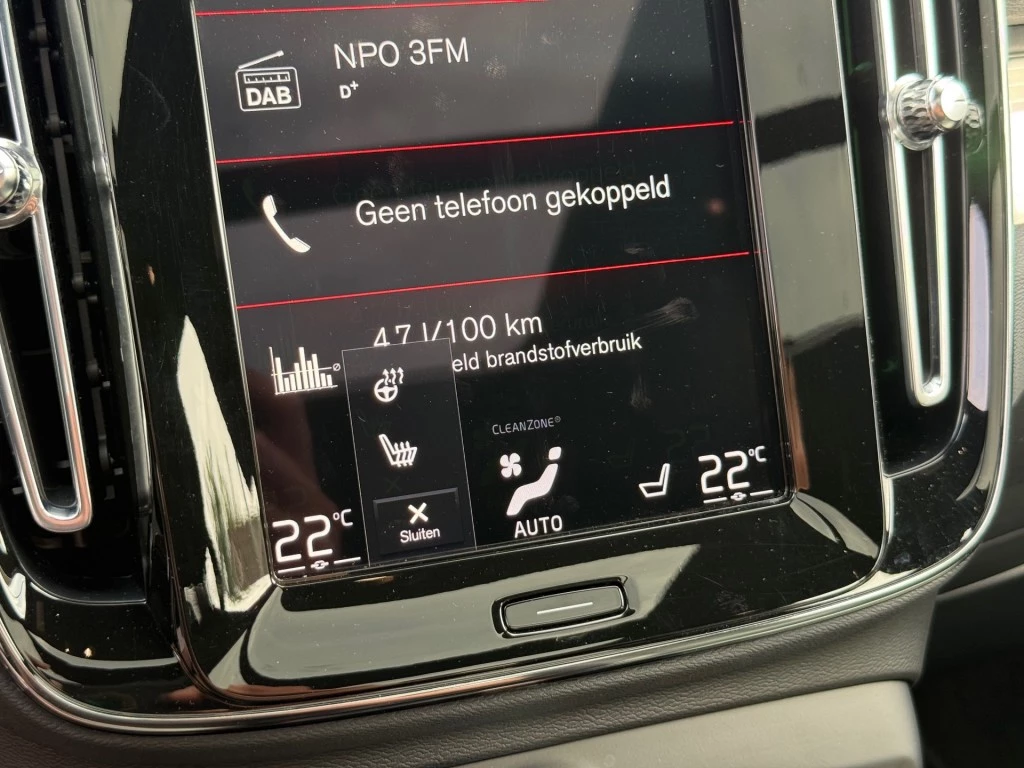 NPO 3FM
DAB
D+
Geen telefoon gekoppeld
4.7 l/100 km
eld brandstofverbruik
CLEANZONE®
22°C
22°C
AUTO
× Sluiten